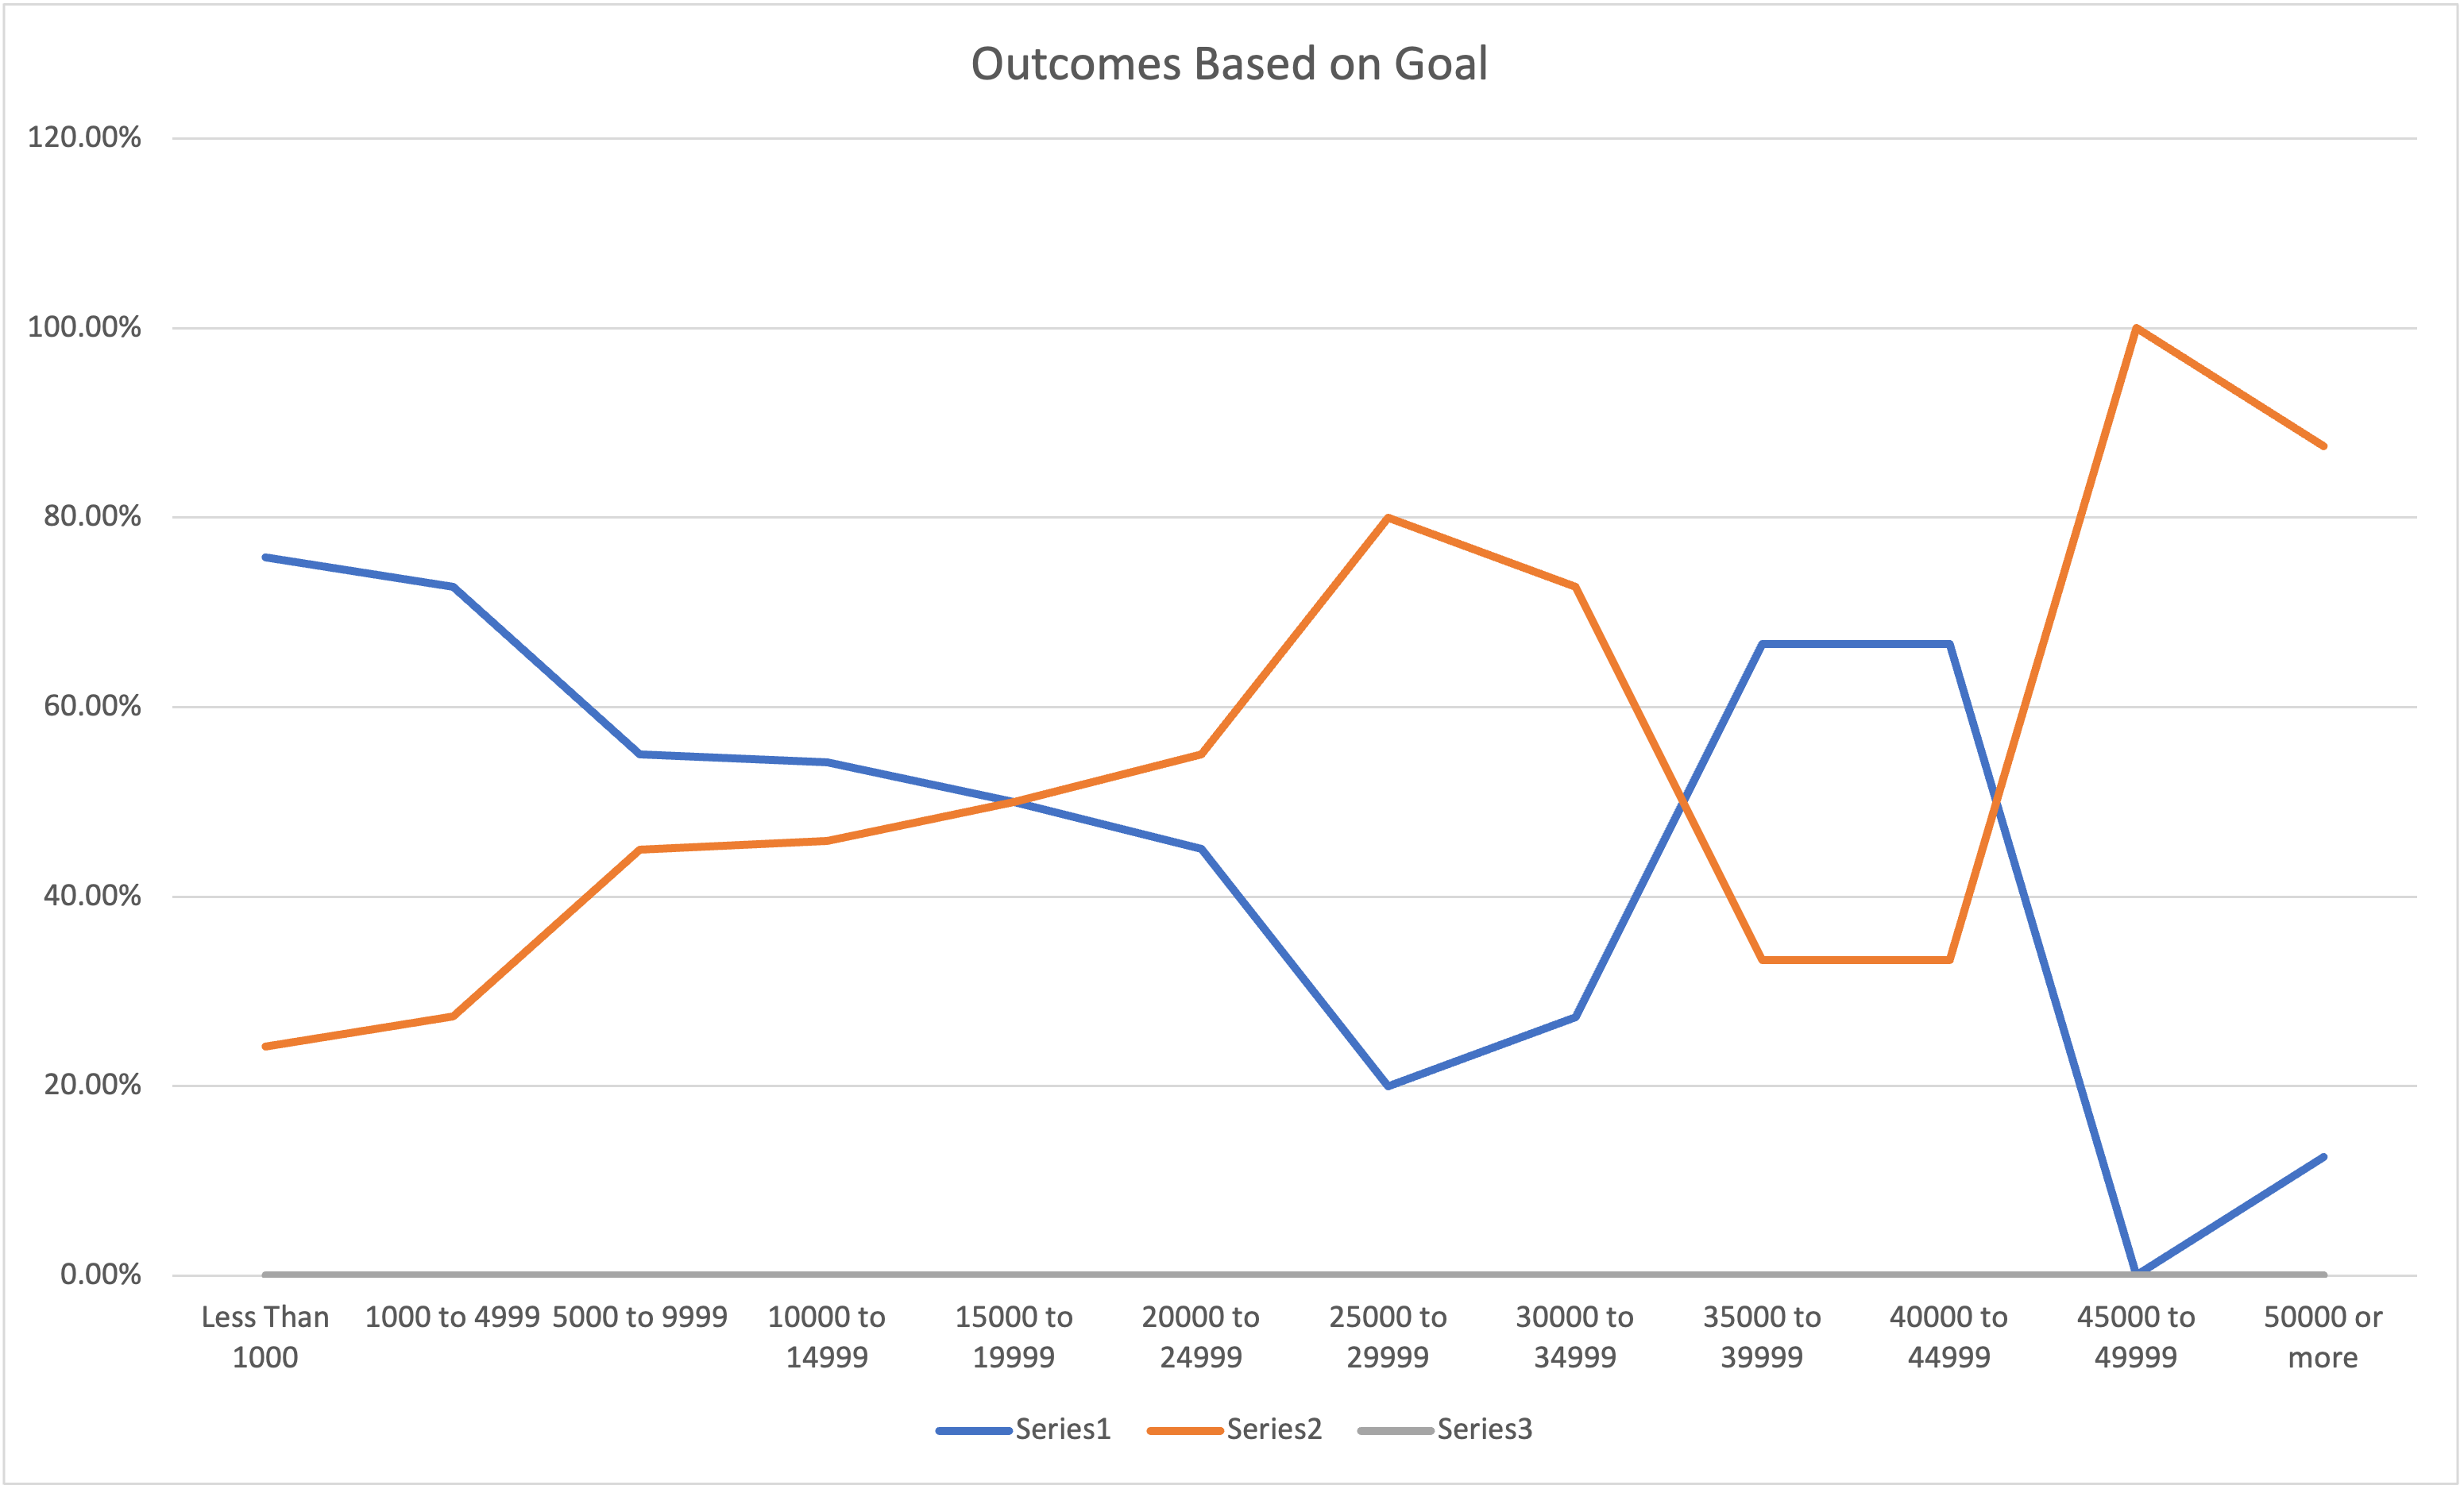 Outcomes Based on Goal
120.00%
100.00%
80.00%
60.00%
40.00%
20.00%
0.00%
Less Than
1000
1000 to 4999
5000 to 9999
10000 to
14999
15000 to
19999
20000 to
24999
25000 to
29999
30000 to
34999
35000 to
39999
40000 to
44999
45000 to
49999
50000 or
more
Series1
Series2
Series3